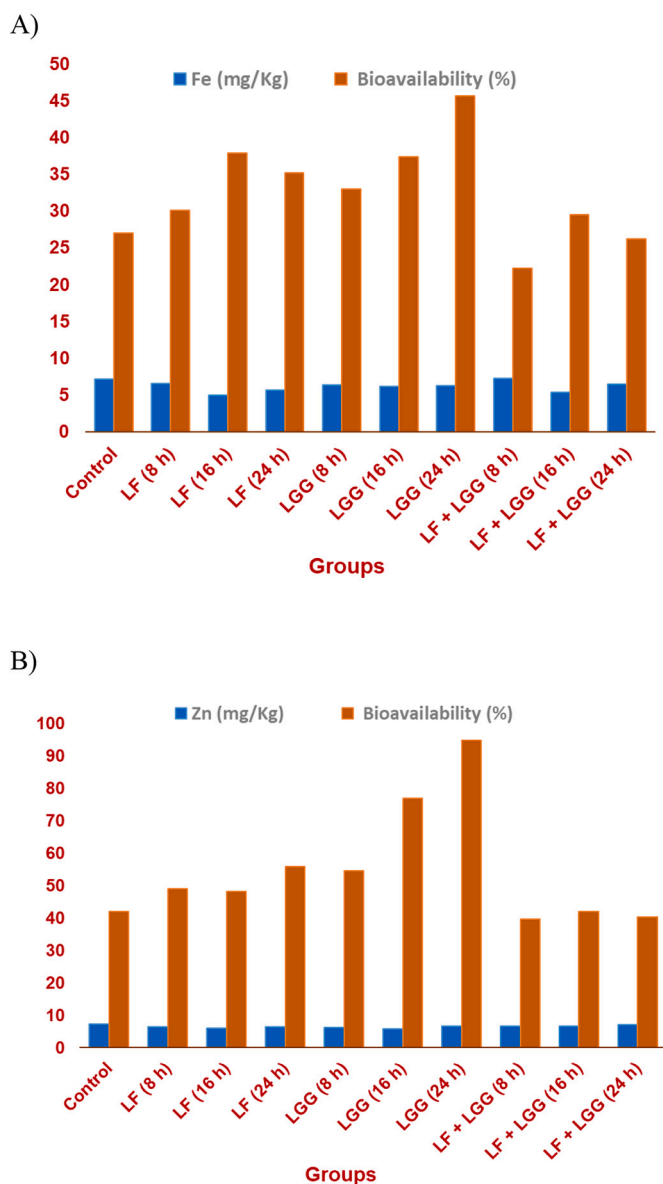 A)
50
Fe (mg/Kg) Bioavailability (%)
45
40
35
30
25
20
15
10
5
0
Control
LF (8 h)
LF (16 h)
LF (24 h)
LGG (8 h)
LGG (16 h)
LGG (24 h)
LF + LGG (8 h)
LF + LGG (16 h)
LF + LGG (24 h)
Groups
B)
100
Zn (mg/Kg) Bioavailability (%)
90
80
70
60
50
40
30
20
10
0
Control
LF (8 h)
LF (16 h)
LF (24 h)
LGG (8 h)
LGG (16 h)
LGG (24 h)
LF + LGG (8 h)
LF + LGG (16 h)
LF + LGG (24 h)
Groups